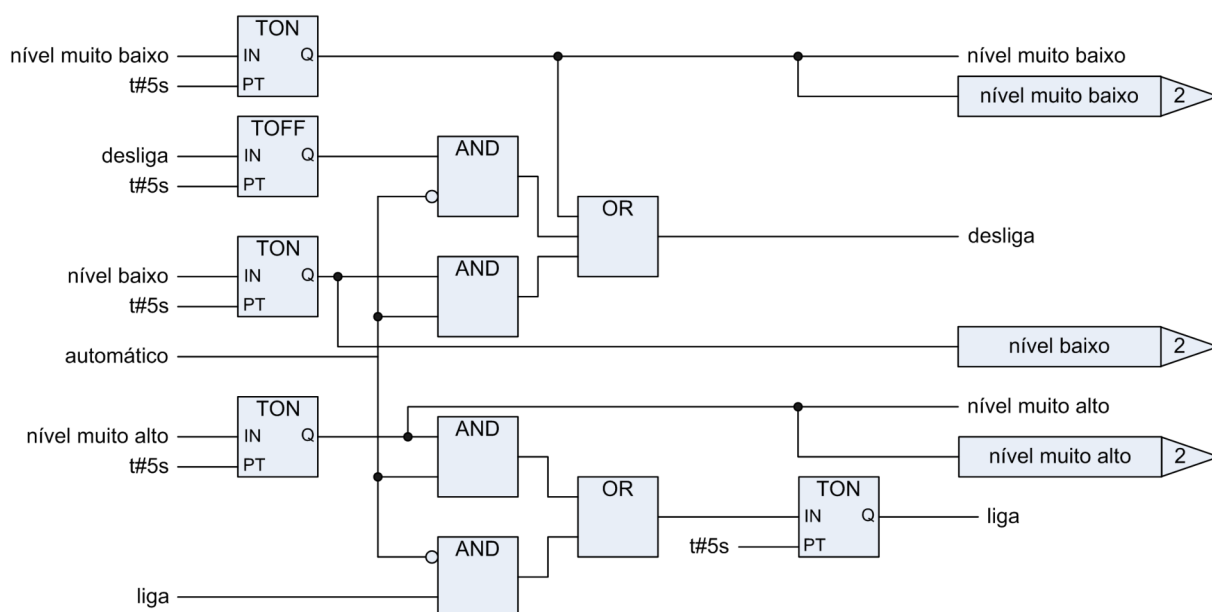 TON
nível muito baixo
IN
Q
t#5s
PT
nível muito baixo
nível muito baixo
2
TOFF
desliga
IN
Q
t#5s
PT
AND
OR
desliga
TON
nível baixo
IN
Q
t#5s
PT
AND
automático
nível baixo
2
TON
nível muito alto
IN
Q
t#5s
PT
AND
nível muito alto
nível muito alto
2
OR
TON
IN
Q
t#5s
PT
liga
AND
liga